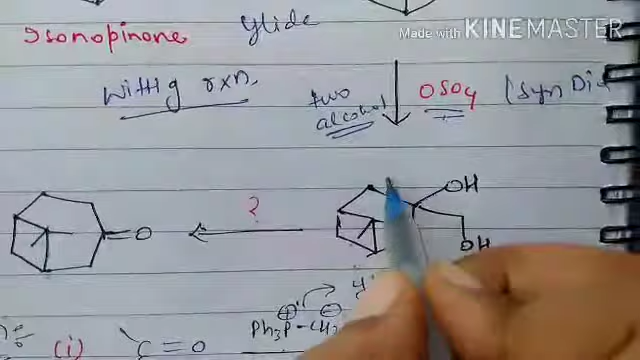 Isonopinone
ylide
Made with KINEMASTER
Wittig rxn.
two
alcohol
OSO4
(Syn Di
OH
?
O
OH
Ph3P-CH2
(i)
C=O